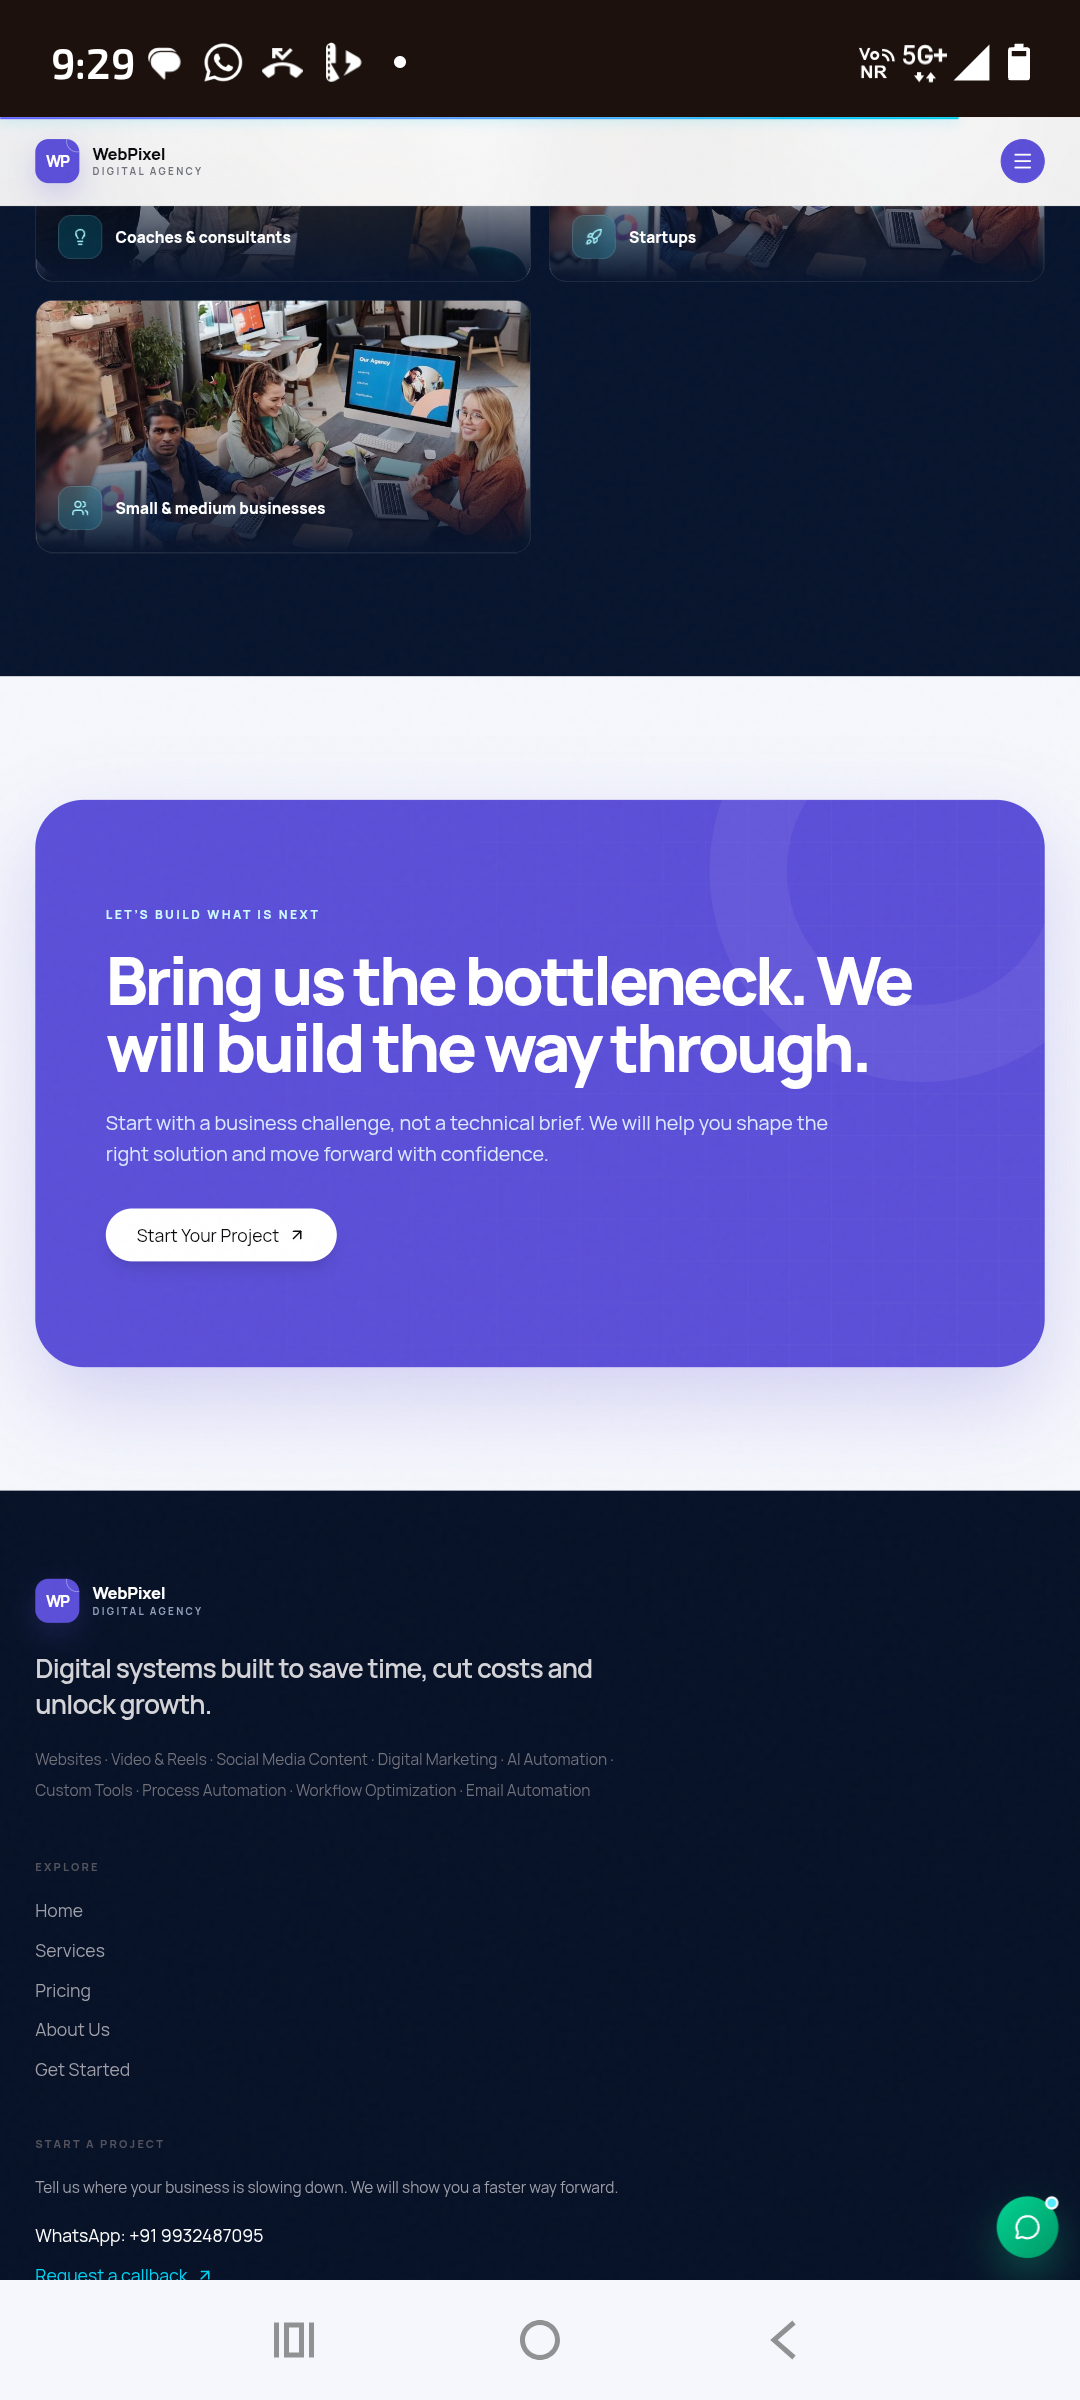 9:29
Vo
NR
5G+
WP
WebPixel
DIGITAL AGENCY
Coaches & consultants
Startups
Our Agency
Small & medium businesses
LET'S BUILD WHAT IS NEXT
Bring us the bottleneck. We
will build the way through.
Start with a business challenge, not a technical brief. We will help you shape the
right solution and move forward with confidence.
Start Your Project
WP
WebPixel
DIGITAL AGENCY
Digital systems built to save time, cut costs and
unlock growth.
Websites · Video & Reels · Social Media Content · Digital Marketing · AI Automation ·
Custom Tools · Process Automation · Workflow Optimization · Email Automation
EXPLORE
Home
Services
Pricing
About Us
Get Started
START A PROJECT
Tell us where your business is slowing down. We will show you a faster way forward.
WhatsApp: +91 9932487095
Request a callback